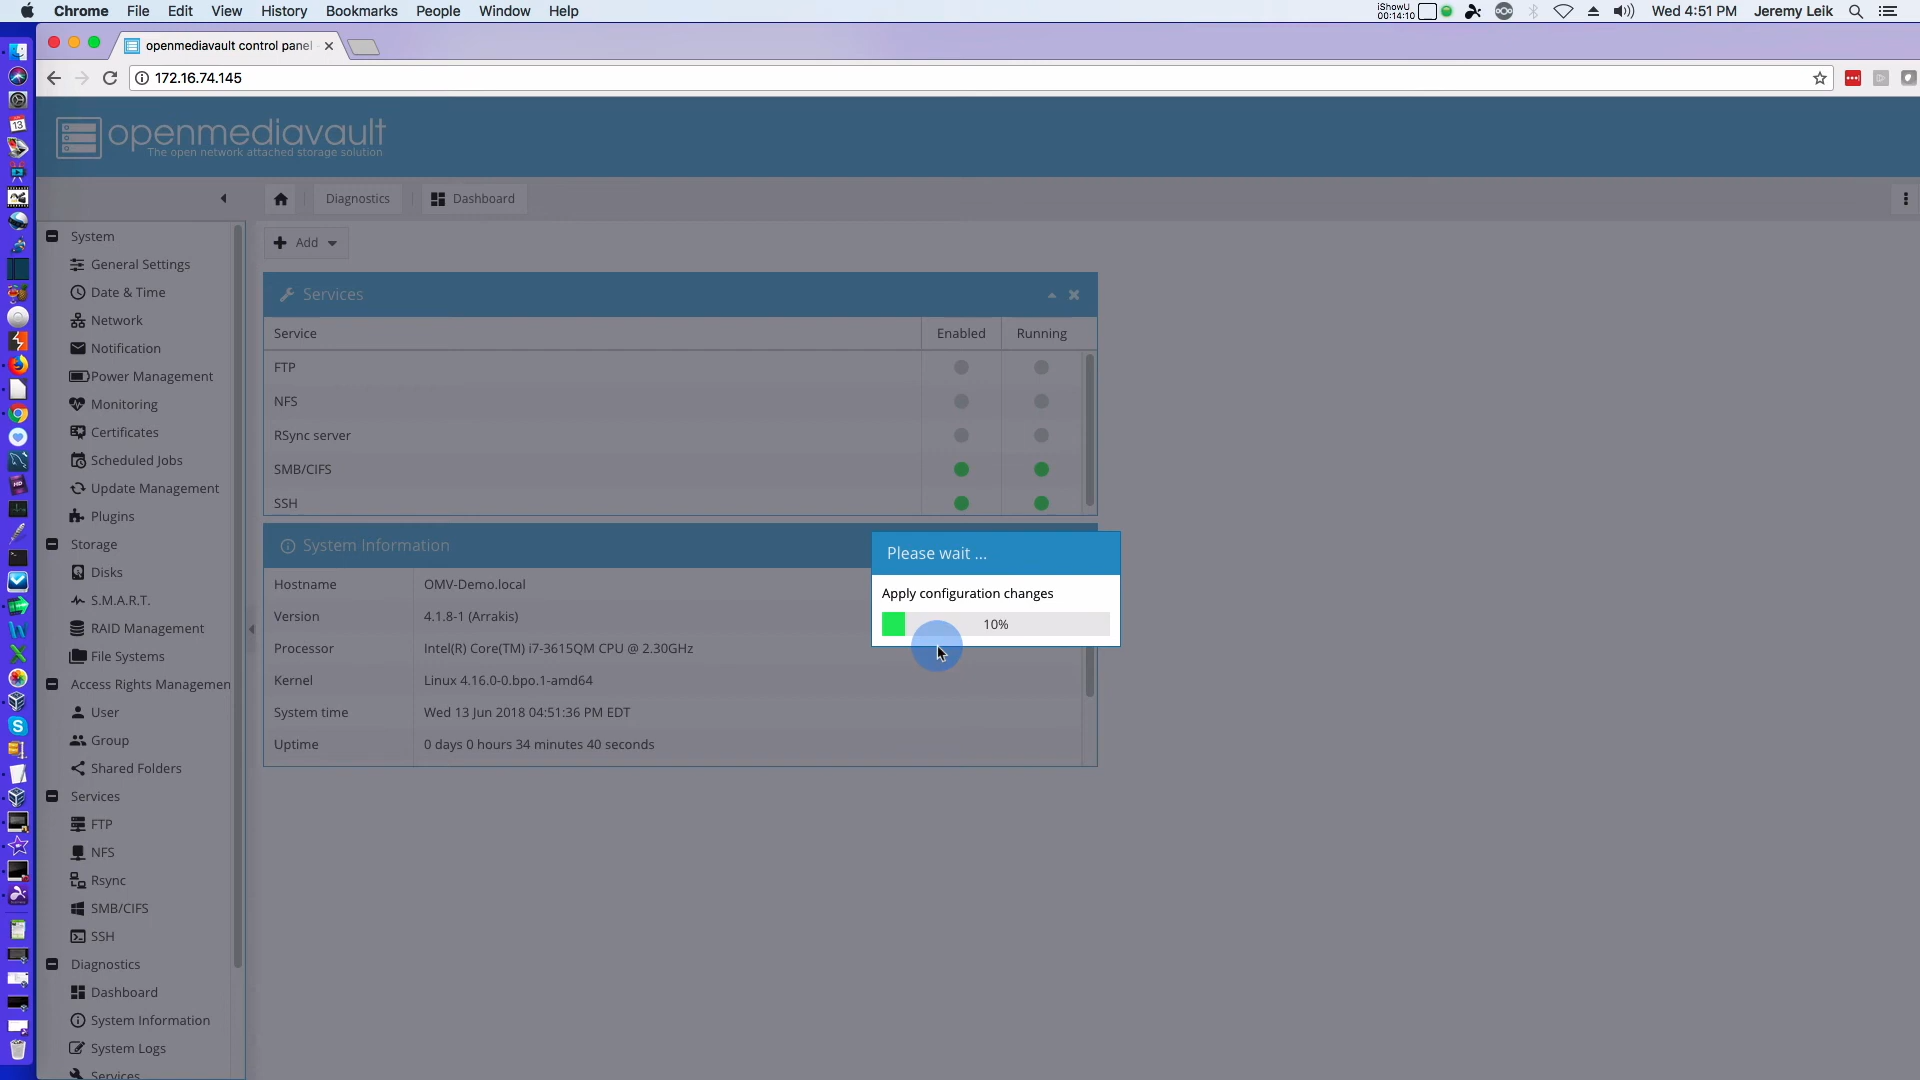 Chrome File Edit View History Bookmarks People Window Help
iShowU
00:14:10
Wed 4:51 PM Jeremy Leik
openmediavault control panel
172.16.74.145
openmediavault
The open network attached storage solution
Diagnostics
Dashboard
System
General Settings
Date & Time
Network
Notification
Power Management
Monitoring
Certificates
Scheduled Jobs
Update Management
Plugins
Storage
Disks
S.M.A.R.T.
RAID Management
File Systems
Access Rights Managemen
User
Group
Shared Folders
Services
FTP
NFS
Rsync
SMB/CIFS
SSH
Diagnostics
Dashboard
System Information
System Logs
Services
Add
Services
Service Enabled Running
FTP
NFS
RSync server
SMB/CIFS
SSH
System Information
Hostname OMV-Demo.local
Version 4.1.8-1 (Arrakis)
Processor Intel(R) Core(TM) i7-3615QM CPU @ 2.30GHz
Kernel Linux 4.16.0-0.bpo.1-amd64
System time Wed 13 Jun 2018 04:51:36 PM EDT
Uptime 0 days 0 hours 34 minutes 40 seconds
Please wait ...
Apply configuration changes
10%